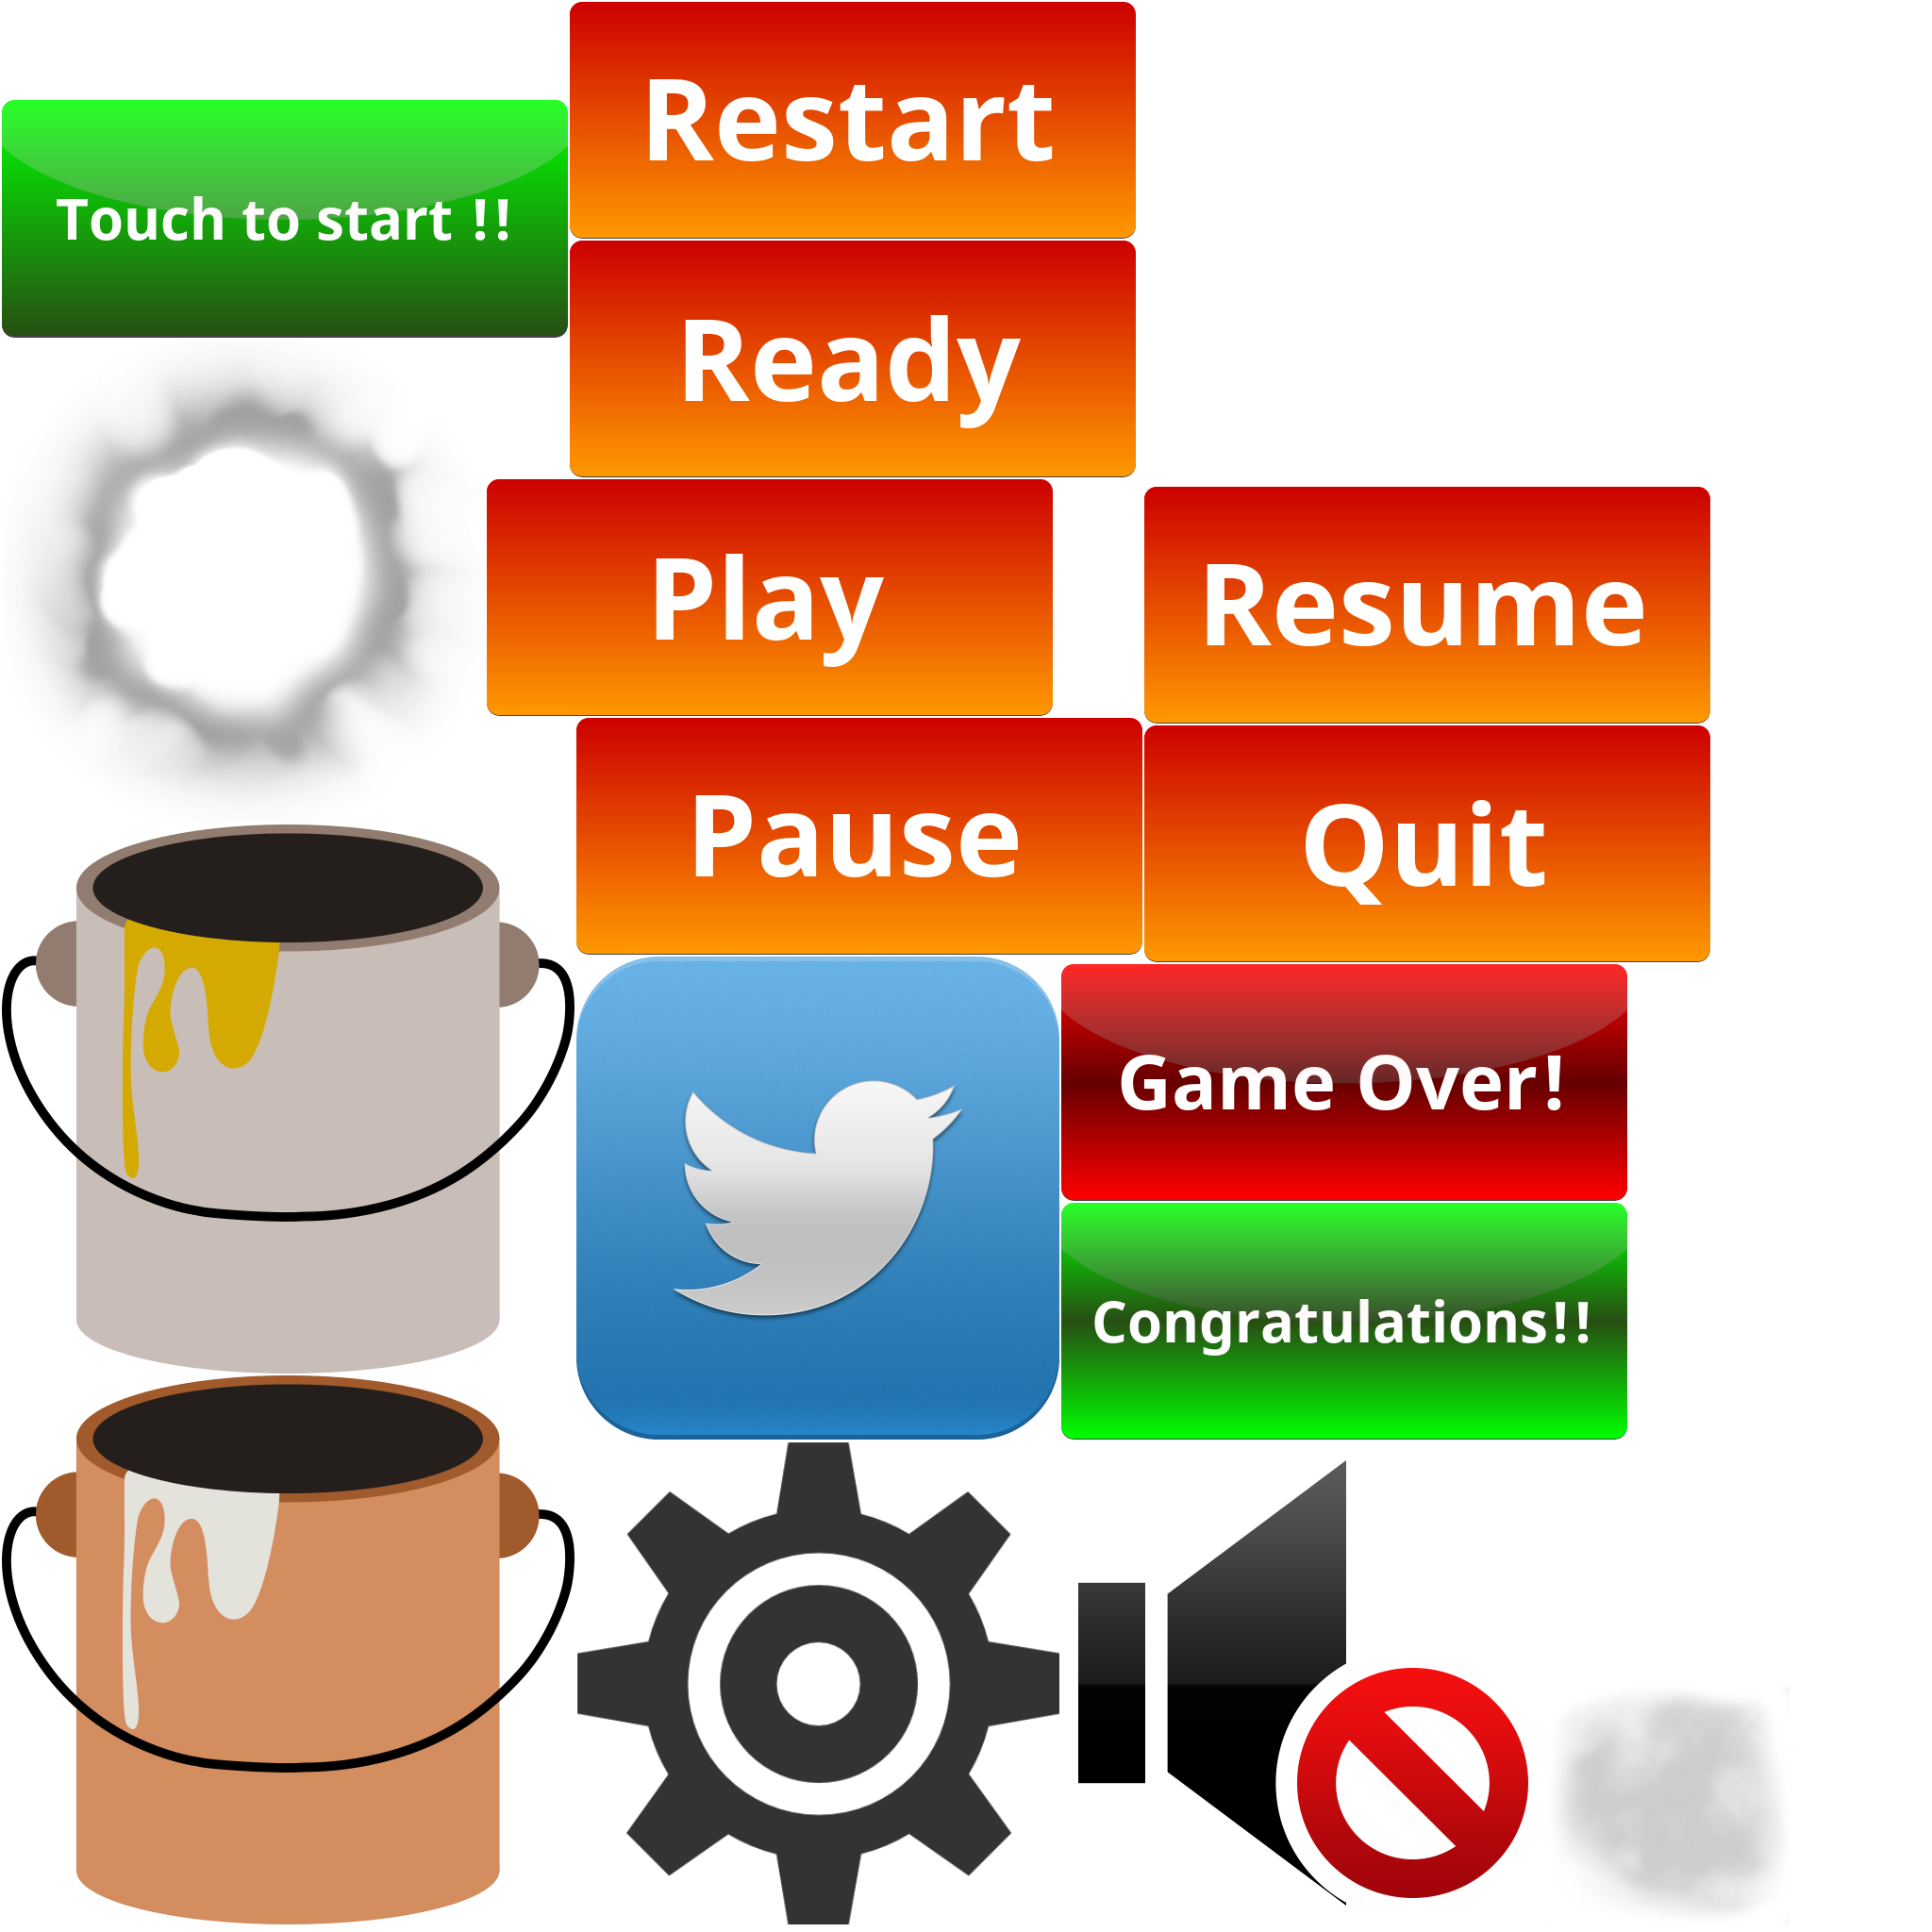 Restart
Touch to start !!
Ready
Play
Resume
Pause
Quit
Game Over!
Congratulations!!